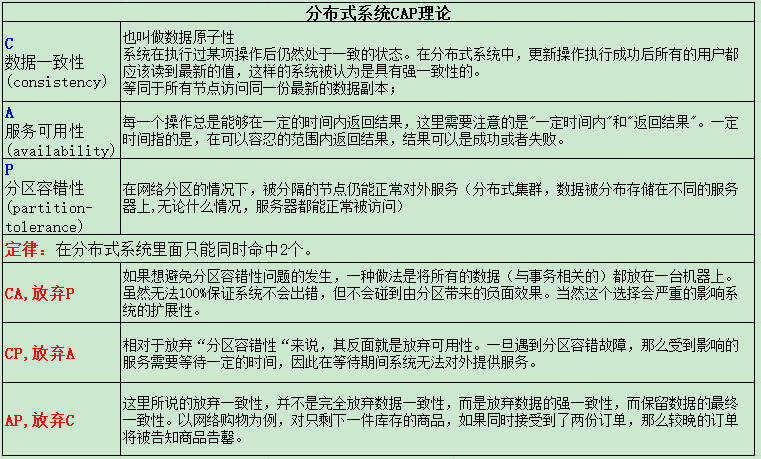 分布式系统CAP理论
C
数据一致性
(consistency)
也叫做数据原子性
系统在执行过某项操作后仍然处于一致的状态。在分布式系统中，更新操作执行成功后所有的用户都
应该读到最新的值，这样的系统被认为是具有强一致性的。
等同于所有节点访问同一份最新的数据副本；
A
服务可用性
(availability)
每一个操作总是能够在一定的时间内返回结果，这里需要注意的是"一定时间内"和"返回结果"。一定
时间指的是，在可以容忍的范围内返回结果，结果可以是成功或者失败。
P
分区容错性
(partition-
tolerance)
在网络分区的情况下，被分隔的节点仍能正常对外服务（分布式集群，数据被分布存储在不同的服务
器上,无论什么情况，服务器都能正常被访问）
定律：在分布式系统里面只能同时命中2个。
CA,放弃P
如果想避免分区容错性问题的发生，一种做法是将所有的数据（与事务相关的）都放在一台机器上。
虽然无法100%保证系统不会出错，但不会碰到由分区带来的负面效果。当然这个选择会严重的影响系
统的扩展性。
CP,放弃A
相对于放弃“分区容错性“来说，其反面就是放弃可用性。一旦遇到分区容错故障，那么受到影响的
服务需要等待一定的时间，因此在等待期间系统无法对外提供服务。
AP,放弃C
这里所说的放弃一致性，并不是完全放弃数据一致性，而是放弃数据的强一致性，而保留数据的最终
一致性。以网络购物为例，对只剩下一件库存的商品，如果同时接受到了两份订单，那么较晚的订单
将被告知商品告罄。